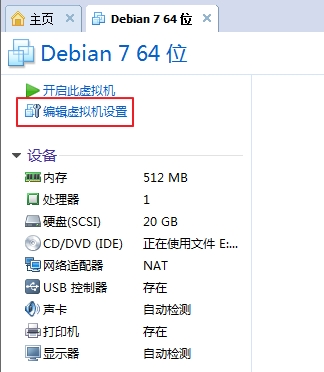 主页
Debian 7 64 位
Debian 7 64 位
开启此虚拟机
编辑虚拟机设置
设备
内存 512 MB
处理器 1
硬盘(SCSI) 20 GB
CD/DVD (IDE) 正在使用文件 E:...
网络适配器 NAT
USB 控制器 存在
声卡 自动检测
打印机 存在
显示器 自动检测